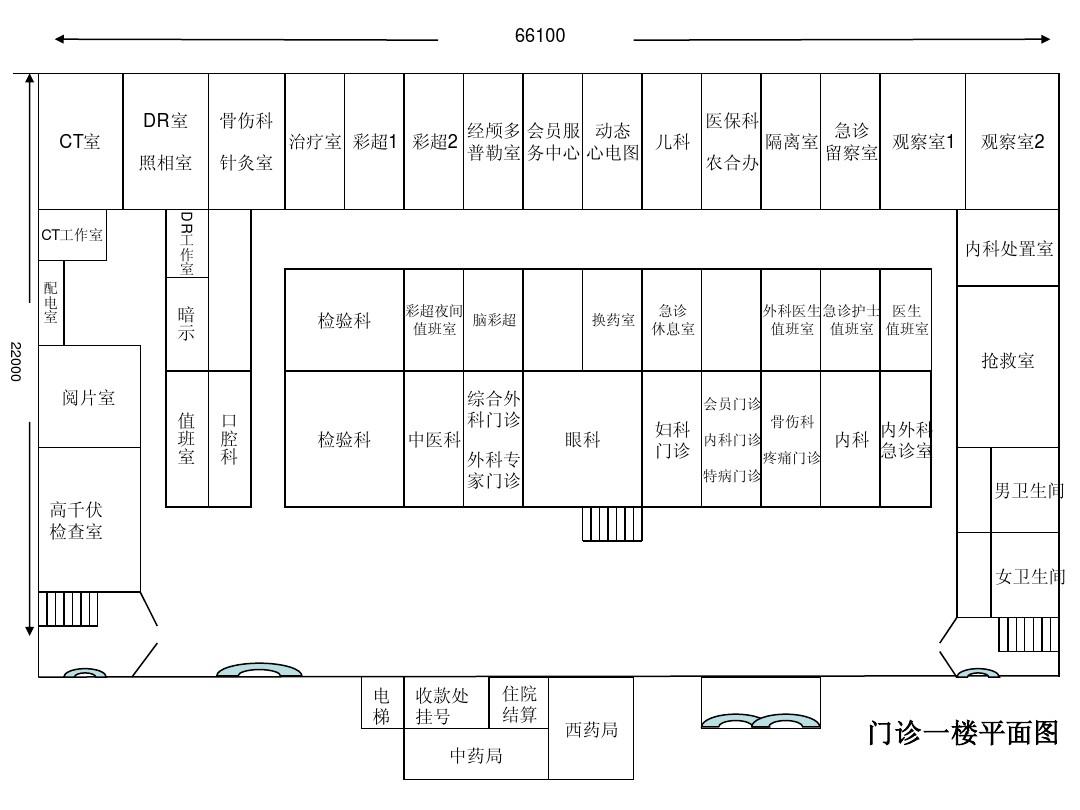 66100
22000
CT室
DR室
照相室
骨伤科
针灸室
治疗室
彩超1
彩超2
经颅多
普勒室
会员服
务中心
动态
心电图
儿科
医保科
农合办
隔离室
急诊
留察室
观察室1
观察室2
CT工作室
DR工作室
内科处置室
配电室
暗示
检验科
彩超夜间
值班室
脑彩超
换药室
急诊
休息室
外科医生
值班室
急诊护士
值班室
医生
值班室
抢救室
阅片室
值班室
口腔科
检验科
中医科
综合外
科门诊
外科专
家门诊
眼科
妇科
门诊
会员门诊
内科门诊
特病门诊
骨伤科
疼痛门诊
内科
内外科
急诊室
高千伏
检查室
男卫生间
女卫生间
电梯
收款处
挂号
住院
结算
西药局
中药局
门诊一楼平面图